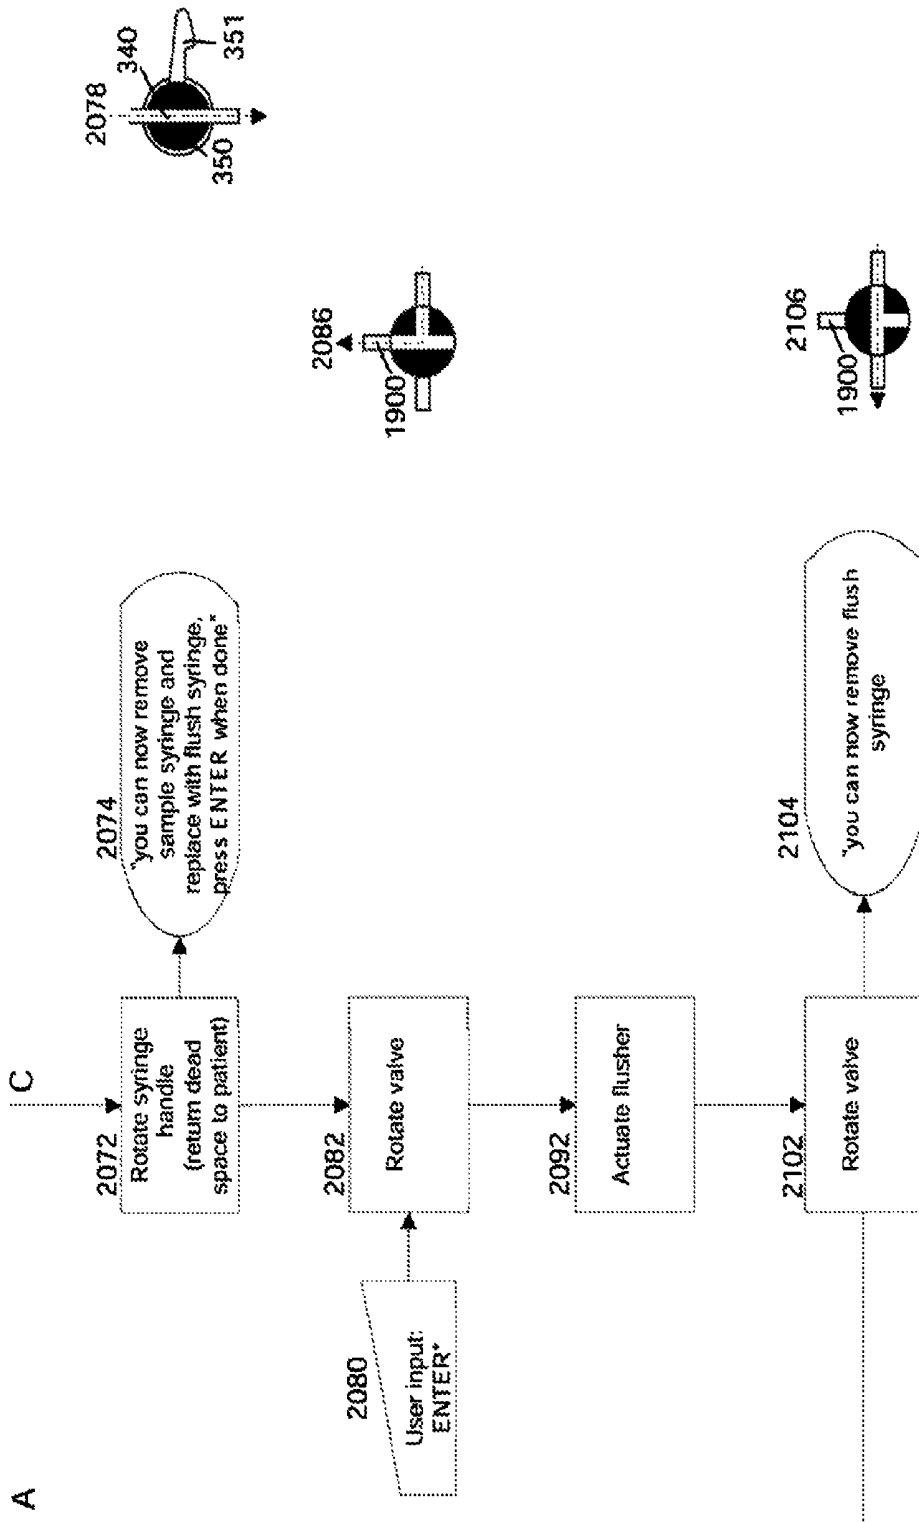 A
C
2072
Rotate syringe
handle
(return dead
space to patient)
2074
"you can now remove
sample syringe and
replace with flush syringe,
press ENTER when done"
2078
340
350
351
2080
User input:
ENTER"
2082
Rotate valve
2086
1900
2092
Actuate flusher
2102
Rotate valve
2104
"you can now remove flush
syringe
2106
1900